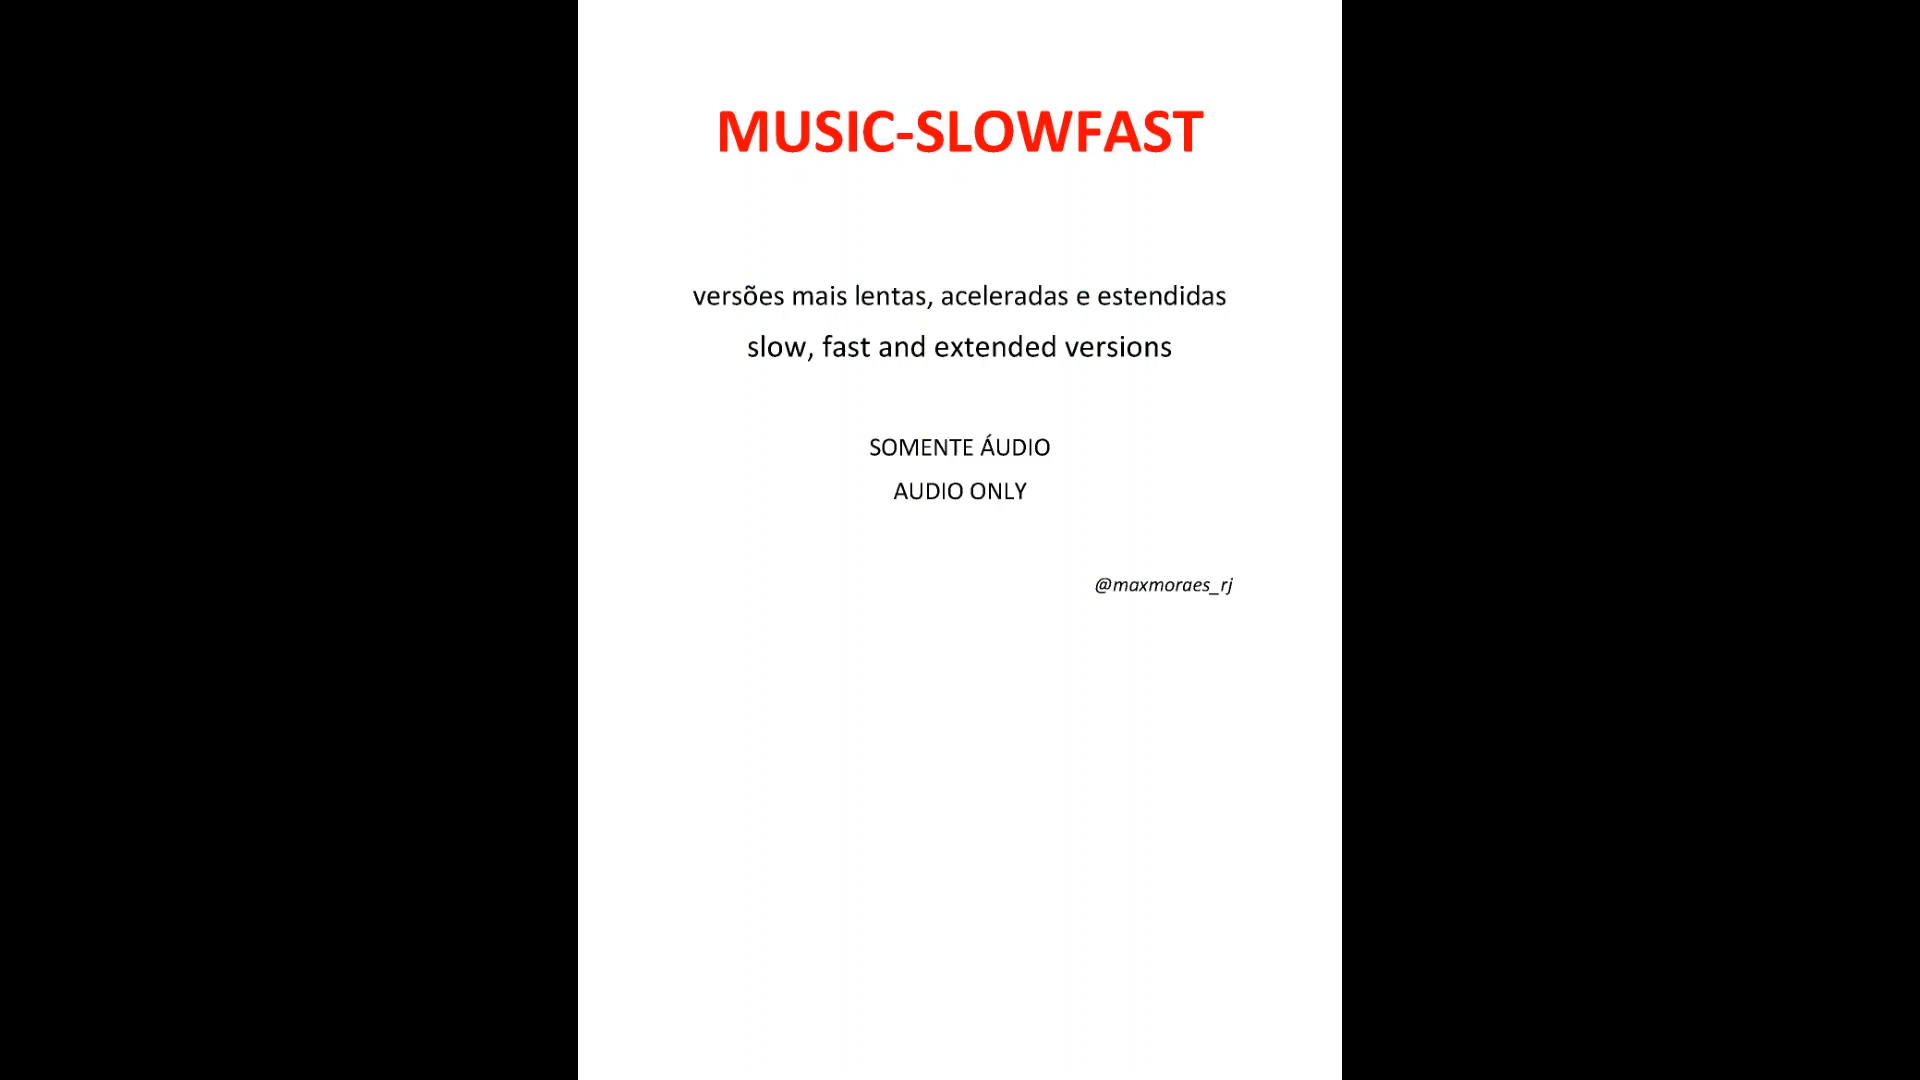 MUSIC-SLOWFAST
versões mais lentas, aceleradas e estendidas
slow, fast and extended versions
SOMENTE ÁUDIO
AUDIO ONLY
@maxmoraes_rj